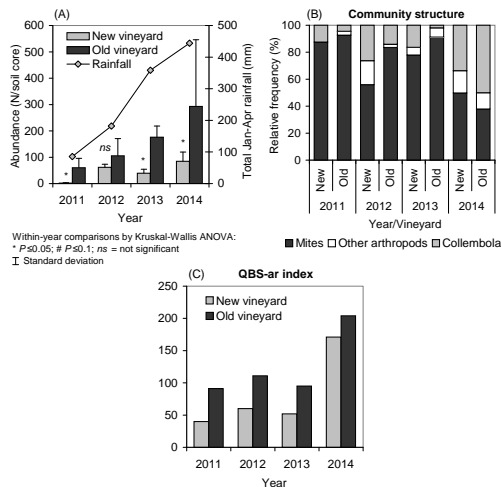 (A)
New vineyard
Old vineyard
Rainfall
Abundance (N/soil core)
600
500
400
300
200
100
0
500
400
300
200
100
0
Total Jan-Apr rainfall (mm)
*
ns
*
*
2011 2012 2013 2014
Year
Within-year comparisons by Kruskal-Wallis ANOVA:
* P≤0.05; # P≤0.1; ns = not significant
Standard deviation
(B) Community structure
Relative frequency (%)
100
80
60
40
20
0
New Old New Old New Old New Old
2011 2012 2013 2014
Year/Vineyard
Mites Other arthropods Collembola
(C) QBS-ar index
New vineyard
Old vineyard
250
200
150
100
50
0
2011 2012 2013 2014
Year